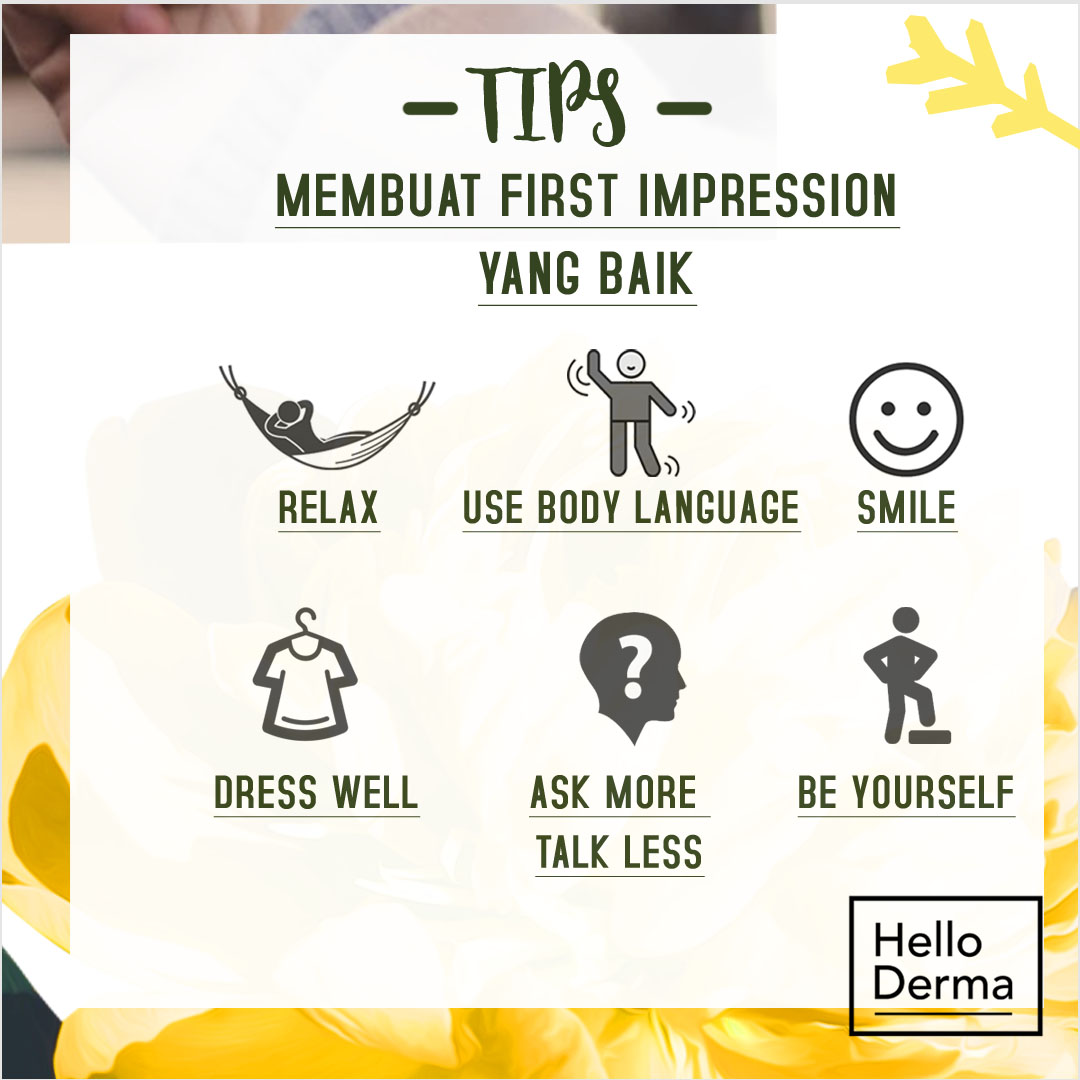 TIPS
MEMBUAT FIRST IMPRESSION
YANG BAIK
RELAX
USE BODY LANGUAGE
SMILE
DRESS WELL
ASK MORE
TALK LESS
BE YOURSELF
Hello
Derma